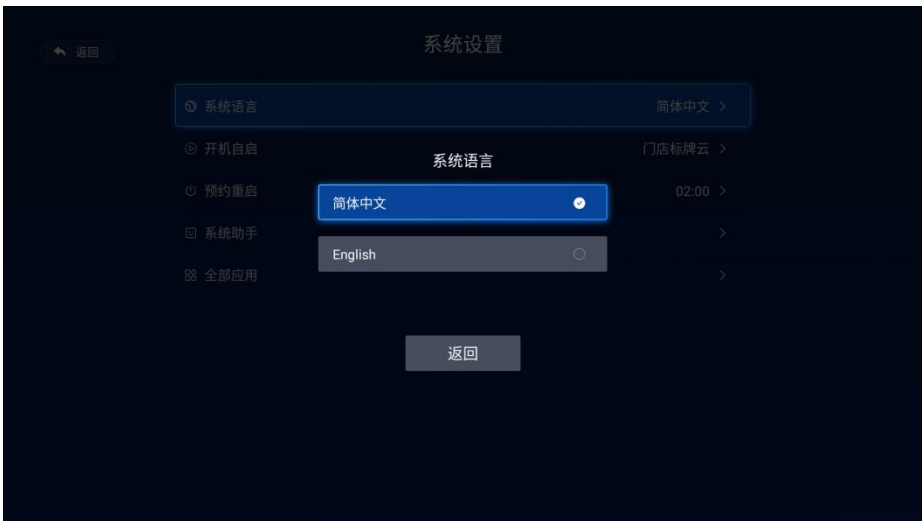 返回
系统设置
系统语言 简体中文
开机自启 门店标牌云
系统语言
预约重启 02:00
简体中文
系统助手
English
全部应用
返回